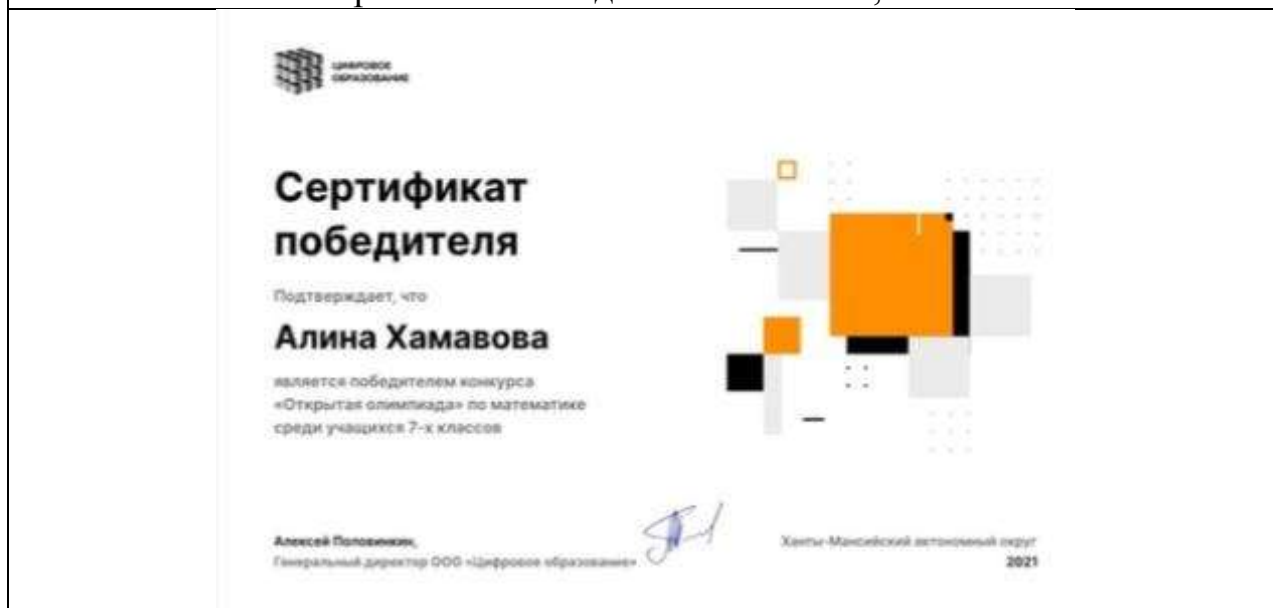 ЦИФРОВОЕ
ОБРАЗОВАНИЕ
Сертификат
победителя
Подтверждает, что
Алина Хамавова
является победителем конкурса
«Открытая олимпиада» по математике
среди учащихся 7-х классов
Алексей Половинкин,
Генеральный директор ООО «Цифровое образование»
Ханты-Мансийский автономный округ
2021